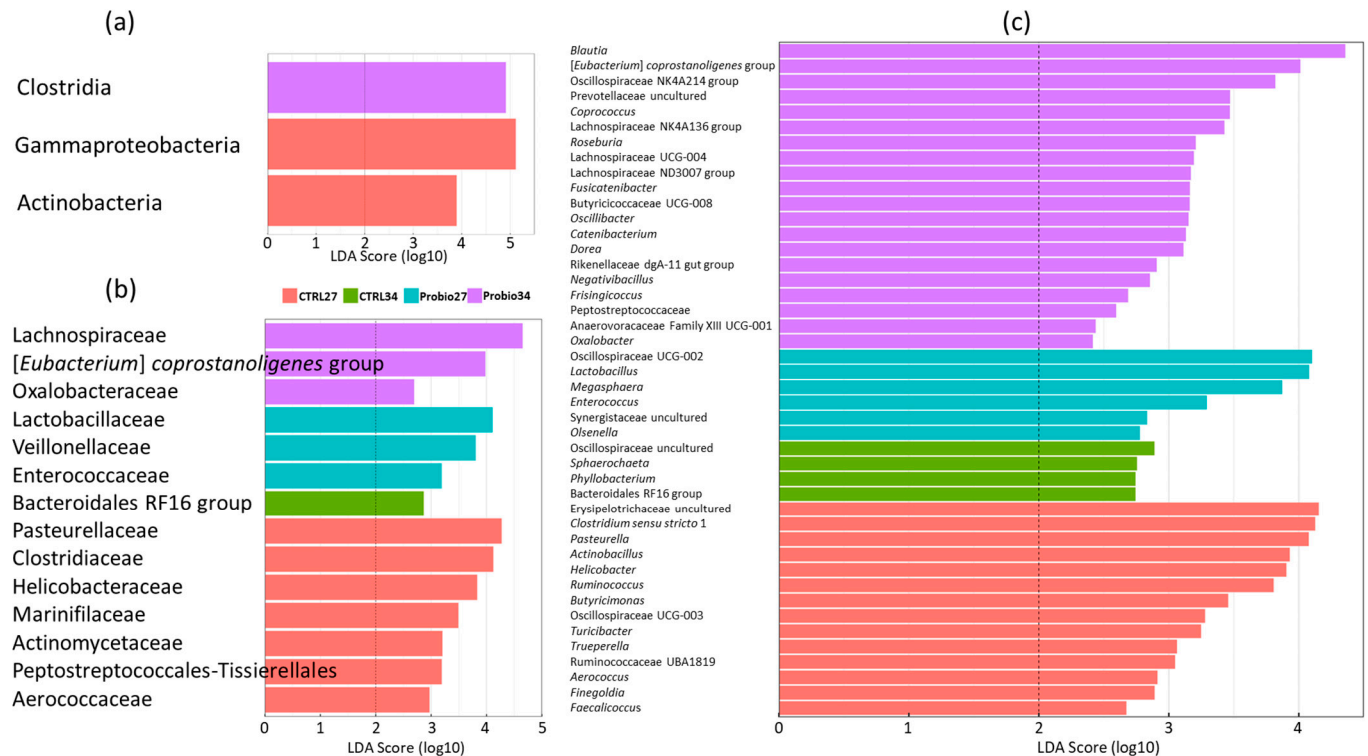 (a)
Clostridia
Gammaproteobacteria
Actinobacteria
0 1 2 3 4 5
LDA Score (log10)
(b)
CTRL27 CTRL34 Probio27 Probio34
Lachnospiraceae
[Eubacterium] coprostanoligenes group
Oxalobacteraceae
Lactobacillaceae
Veillonellaceae
Enterococcaceae
Bacteroidales RF16 group
Pasteurellaceae
Clostridiaceae
Helicobacteraceae
Marinifilaceae
Actinomycetaceae
Peptostreptococcales-Tissierellales
Aerococcaceae
0 1 2 3 4 5
LDA Score (log10)
(c)
Blautia
[Eubacterium] coprostanoligenes group
Oscillospiraceae NK4A214 group
Prevotellaceae uncultured
Coprococcus
Lachnospiraceae NK4A136 group
Roseburia
Lachnospiraceae UCG-004
Lachnospiraceae ND3007 group
Fusicatenibacter
Butyricicoccaceae UCG-008
Oscillibacter
Catenibacterium
Dorea
Rikenellaceae dgA-11 gut group
Negativibacillus
Frisingicoccus
Peptostreptococcaceae
Anaerovoracaceae Family XIII UCG-001
Oxalobacter
Oscillospiraceae UCG-002
Lactobacillus
Megasphaera
Enterococcus
Synergistaceae uncultured
Olsenella
Oscillospiraceae uncultured
Sphaerochaeta
Phyllobacterium
Bacteroidales RF16 group
Erysipelotrichaceae uncultured
Clostridium sensu stricto 1
Pasteurella
Actinobacillus
Helicobacter
Ruminococcus
Butyricimonas
Oscillospiraceae UCG-003
Turicibacter
Trueperella
Ruminococcaceae UBA1819
Aerococcus
Finegoldia
Faecalicoccus
0 1 2 3 4
LDA Score (log10)